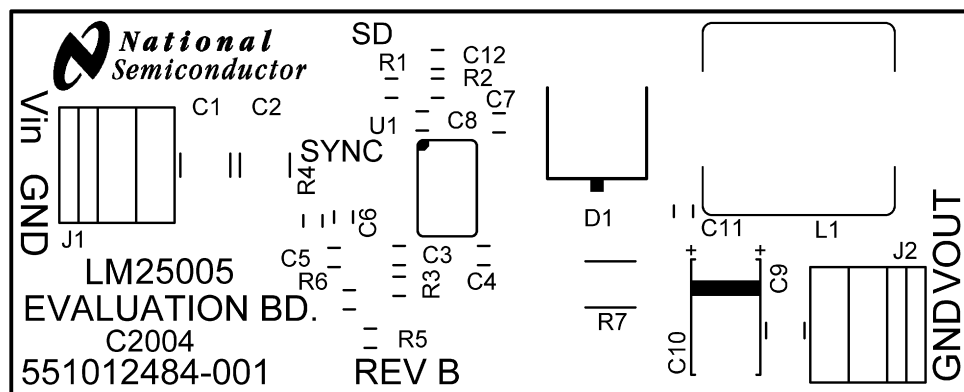 National
Semiconductor
SD
R1
C12
R2
C1
C2
C7
Vin
U1
C8
SYNC
R4
GND
J1
C6
D1
C11
L1
VOUT
C5
C3
C4
J2
LM25005
R6
R3
C9
EVALUATION BD.
R7
GND
C2004
R5
C10
551012484-001
REV B
+
+